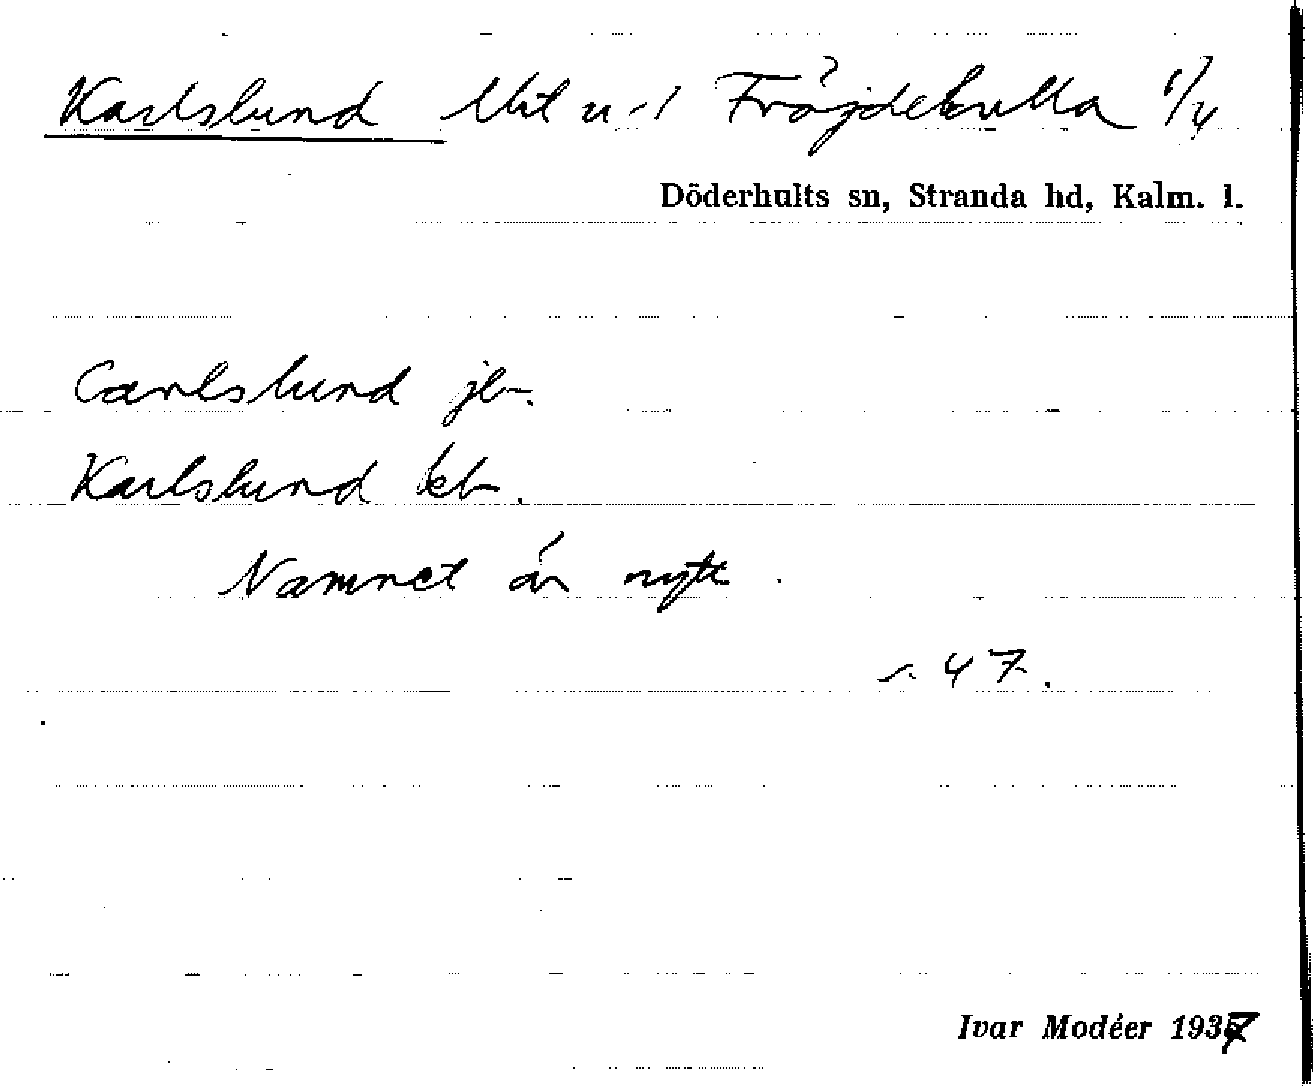 Karlslund lht u. 1 Fröjdekulla 1/4
Döderhults sn, Stranda hd, Kalm. l.
Carlslund jb.
Karlslund kb.
Namnet är nytt.
s. 47.
Ivar Modéer 1937